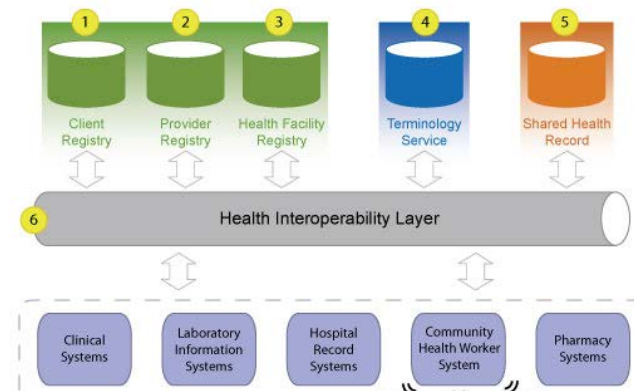 1
2
3
4
5
Client
Registry
Provider
Registry
Health Facility
Registry
Terminology
Service
Shared Health
Record
6
Health Interoperability Layer
Clinical
Systems
Laboratory
Information
Systems
Hospital
Record
Systems
Community
Health Worker
System
Pharmacy
Systems